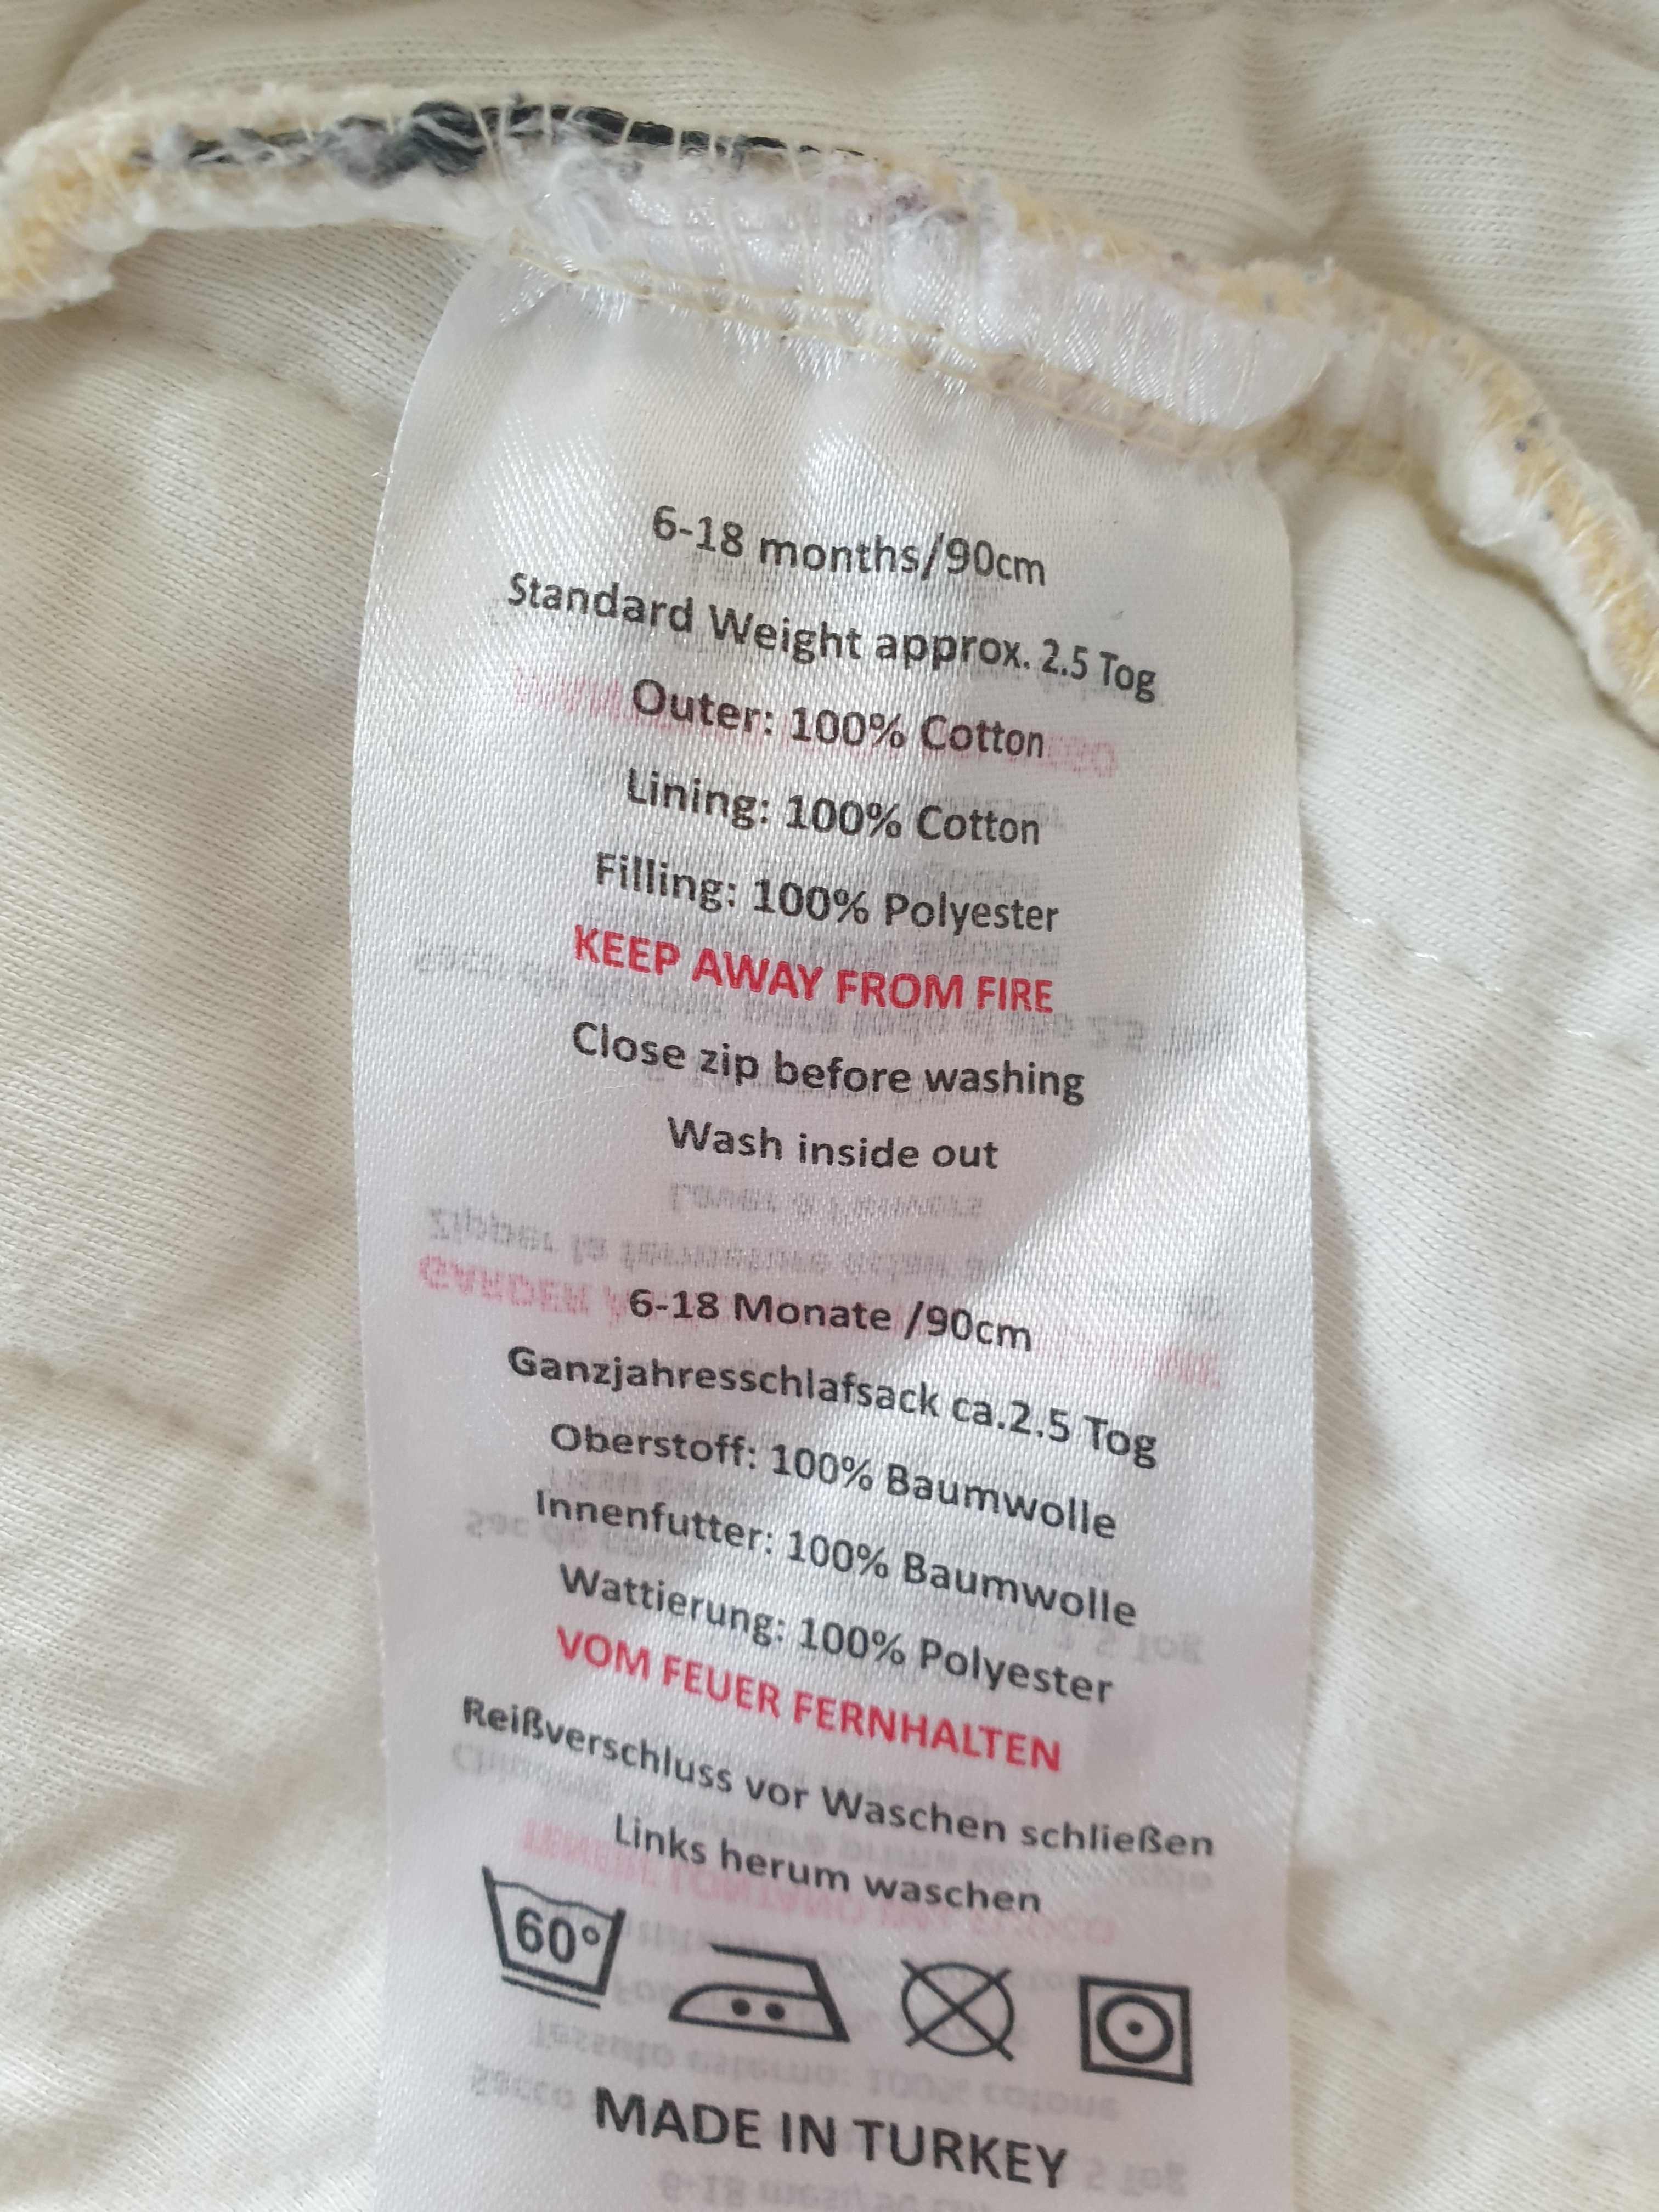 6-18 months/90cm
Standard Weight approx. 2.5 Tog
Outer: 100% Cotton
Lining: 100% Cotton
Filling: 100% Polyester
KEEP AWAY FROM FIRE
Close zip before washing
Wash inside out
6-18 Monate /90cm
Ganzjahresschlafsack ca.2.5 Tog
Oberstoff: 100% Baumwolle
Innenfutter: 100% Baumwolle
Wattierung: 100% Polyester
VOM FEUER FERNHALTEN
Reißverschluss vor Waschen schließen
Links herum waschen
60°
MADE IN TURKEY